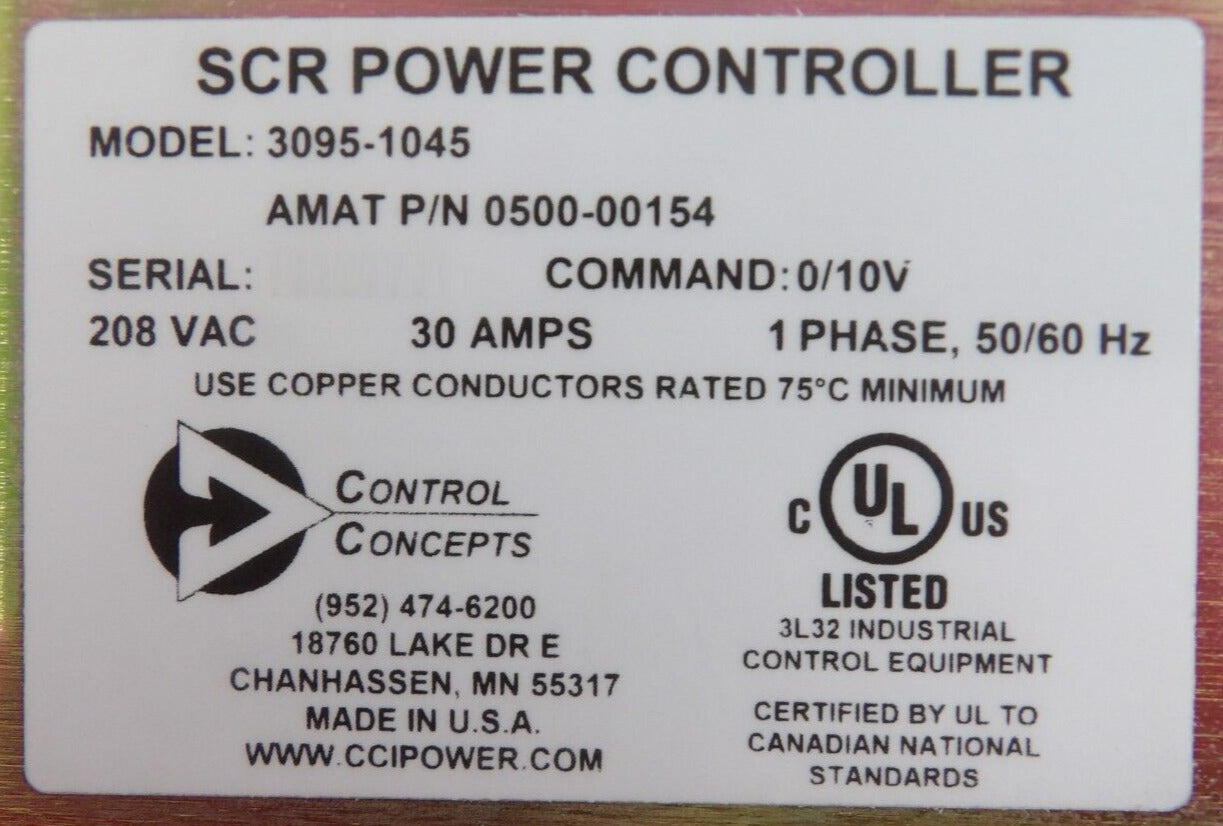 SCR POWER CONTROLLER
MODEL: 3095-1045
AMAT P/N 0500-00154
SERIAL: COMMAND: 0/10V
208 VAC 30 AMPS 1 PHASE, 50/60 Hz
USE COPPER CONDUCTORS RATED 75°C MINIMUM
CONTROL
CONCEPTS
(952) 474-6200
18760 LAKE DR E
CHANHASSEN, MN 55317
MADE IN U.S.A.
WWW.CCIPOWER.COM
C UL US
LISTED
3L32 INDUSTRIAL
CONTROL EQUIPMENT
CERTIFIED BY UL TO
CANADIAN NATIONAL
STANDARDS